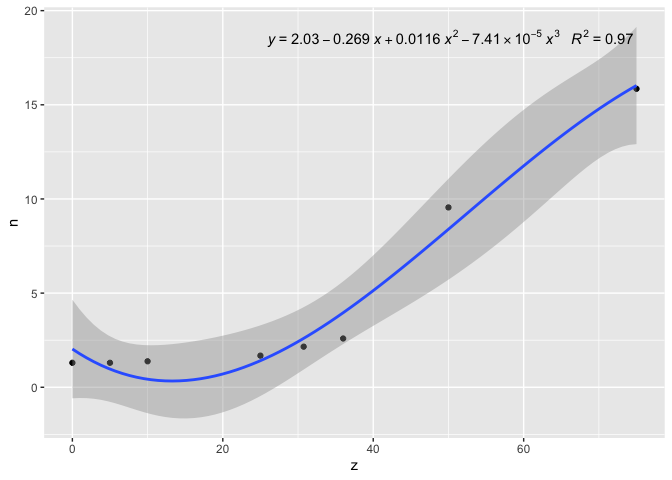 20
y = 2.03 − 0.269 x + 0.0116 x² − 7.41 × 10⁻⁵ x³ R² = 0.97
15
10
5
0
n
0 20 40 60
z